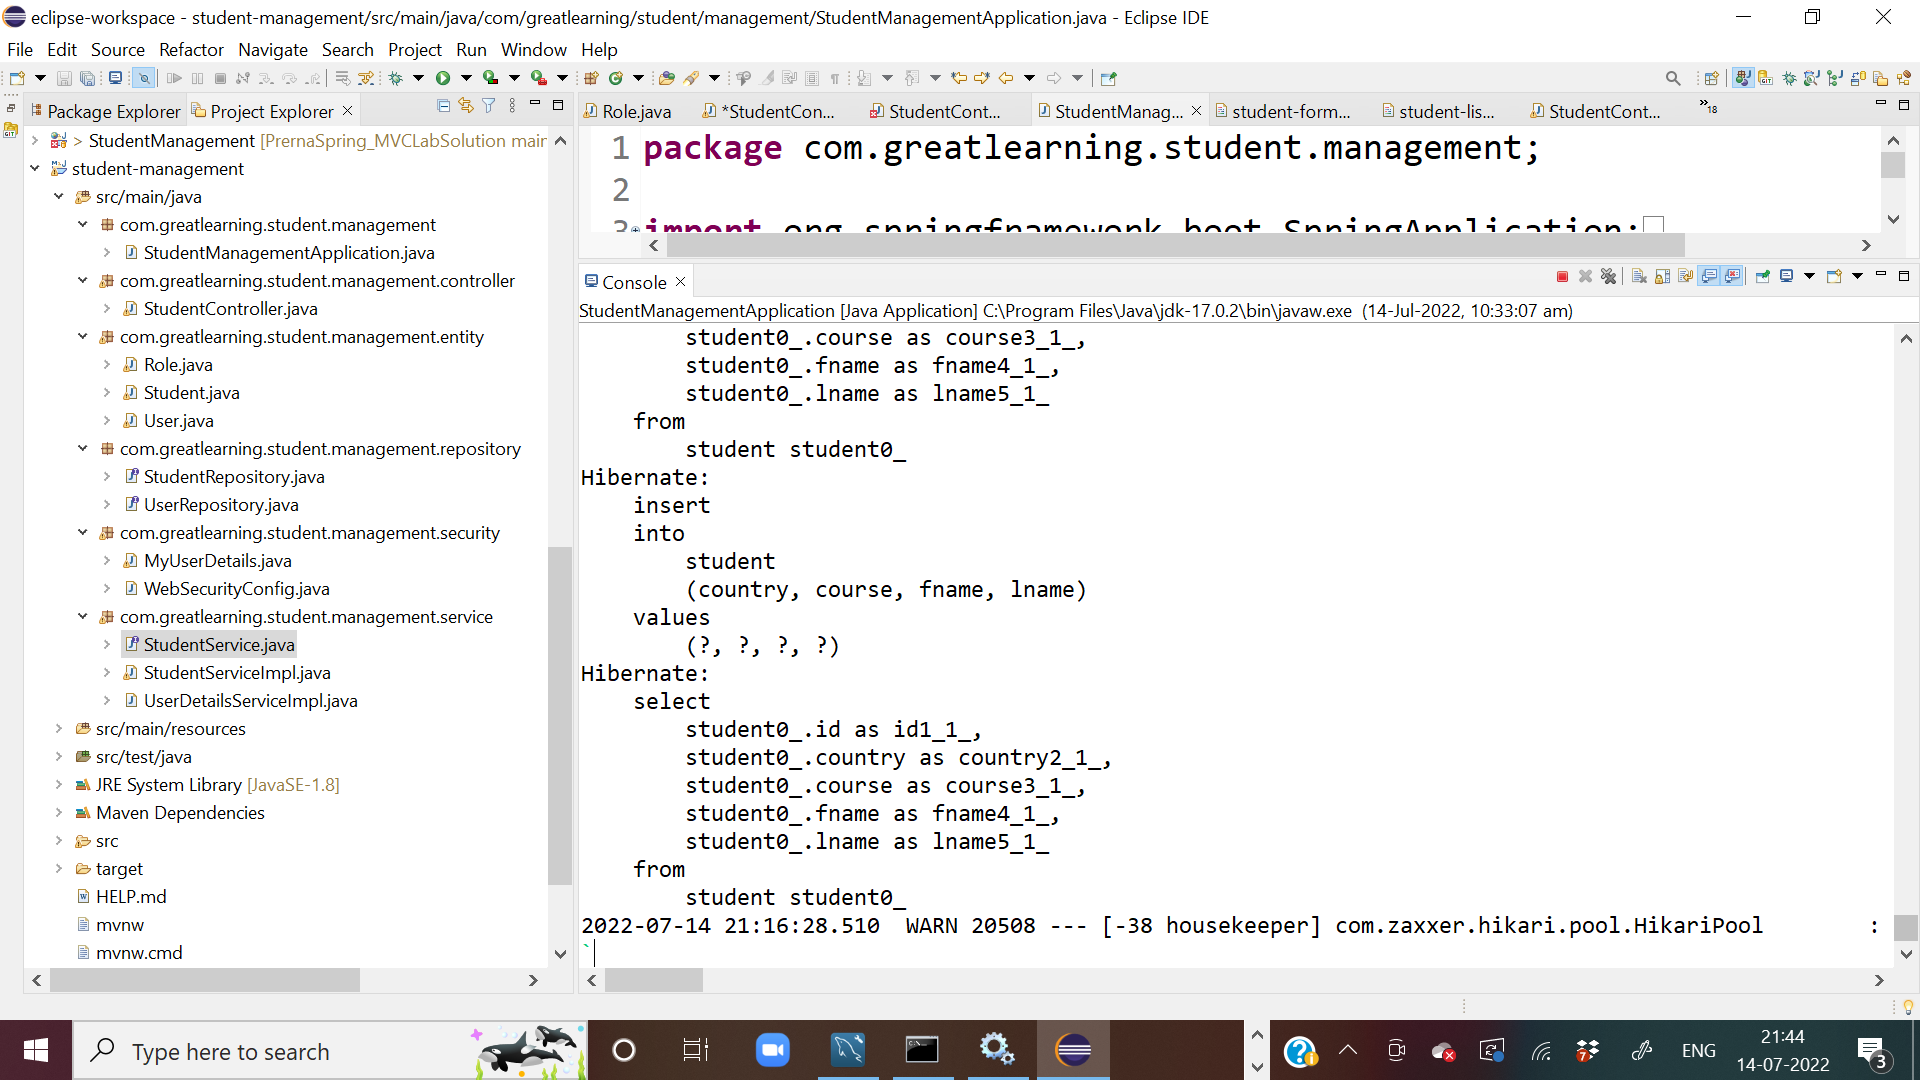 eclipse-workspace - student-management/src/main/java/com/greatlearning/student/management/StudentManagementApplication.java - Eclipse IDE
File Edit Source Refactor Navigate Search Project Run Window Help
Package Explorer Project Explorer
> StudentManagement [PrernaSpring_MVCLabSolution main
student-management
src/main/java
com.greatlearning.student.management
StudentManagementApplication.java
com.greatlearning.student.management.controller
StudentController.java
com.greatlearning.student.management.entity
Role.java
Student.java
User.java
com.greatlearning.student.management.repository
StudentRepository.java
UserRepository.java
com.greatlearning.student.management.security
MyUserDetails.java
WebSecurityConfig.java
com.greatlearning.student.management.service
StudentService.java
StudentServiceImpl.java
UserDetailsServiceImpl.java
src/main/resources
src/test/java
JRE System Library [JavaSE-1.8]
Maven Dependencies
src
target
HELP.md
mvnw
mvnw.cmd
Role.java *StudentCon... StudentCont... StudentManag... student-form... student-lis... StudentCont... »18
1 package com.greatlearning.student.management;
2
3 import org.springframework.boot.SpringApplication;
Console
StudentManagementApplication [Java Application] C:\Program Files\Java\jdk-17.0.2\bin\javaw.exe (14-Jul-2022, 10:33:07 am)
student0_.course as course3_1_,
student0_.fname as fname4_1_,
student0_.lname as lname5_1_
from
student student0_
Hibernate:
insert
into
student
(country, course, fname, lname)
values
(?, ?, ?, ?)
Hibernate:
select
student0_.id as id1_1_,
student0_.country as country2_1_,
student0_.course as course3_1_,
student0_.fname as fname4_1_,
student0_.lname as lname5_1_
from
student student0_
2022-07-14 21:16:28.510 WARN 20508 --- [-38 housekeeper] com.zaxxer.hikari.pool.HikariPool :
`
Type here to search
7
ENG
21:44
14-07-2022
3